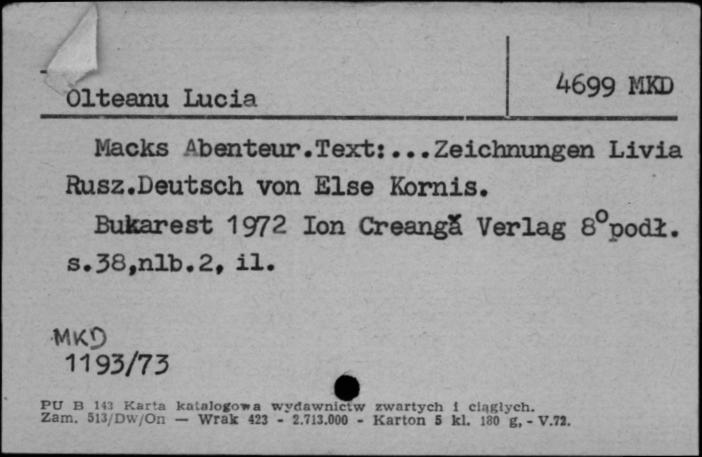 4699 MKD
Olteanu Lucia
Macks Abenteur.Text:...Zeichnungen Livia
Rusz.Deutsch von Else Kornis.
Bukarest 1972 Ion Creangă Verlag 8°podł.
s.38,nlb.2, il.
MKD
1193/73
PU B 143 Karta katalogowa wydawnictw zwartych i ciągłych.
Zam. 513/Dw/On — Wrak 423 - 2.713.000 - Karton 5 kl. 180 g, - V.72.